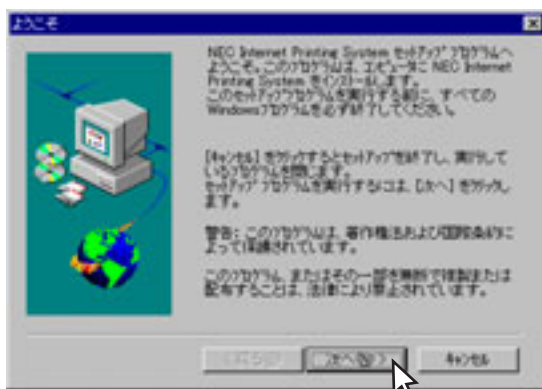 ようこそ
NEC Internet Printing System ｾｯﾄｱｯﾌﾟ ﾌﾟﾛｸﾞﾗﾑへ
ようこそ。このﾌﾟﾛｸﾞﾗﾑは、ｺﾝﾋﾟｭｰﾀに NEC Internet
Printing System をｲﾝｽﾄｰﾙします。
このｾｯﾄｱｯﾌﾟﾌﾟﾛｸﾞﾗﾑを実行する前に、すべての
Windowsﾌﾟﾛｸﾞﾗﾑを必ず終了してください。
[ｷｬﾝｾﾙ] をｸﾘｯｸするとｾｯﾄｱｯﾌﾟを終了し、実行して
いるﾌﾟﾛｸﾞﾗﾑを閉じます。
ｾｯﾄｱｯﾌﾟ ﾌﾟﾛｸﾞﾗﾑを実行するには、[次へ] をｸﾘｯｸし
ます。
警告: このﾌﾟﾛｸﾞﾗﾑは、著作権法および国際条約に
よって保護されています。
このﾌﾟﾛｸﾞﾗﾑ、またはその一部を無断で複製または
配布することは、法律により禁止されています。
< 戻る(B) 次へ(N) > ｷｬﾝｾﾙ